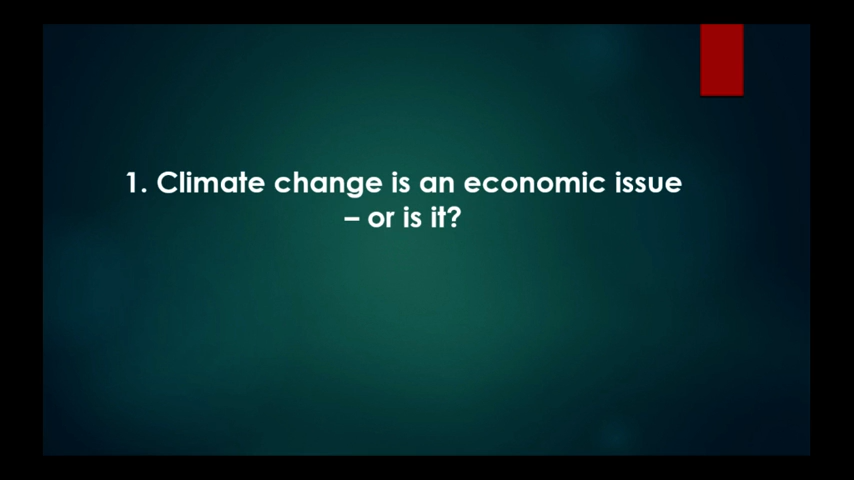 1. Climate change is an economic issue
– or is it?